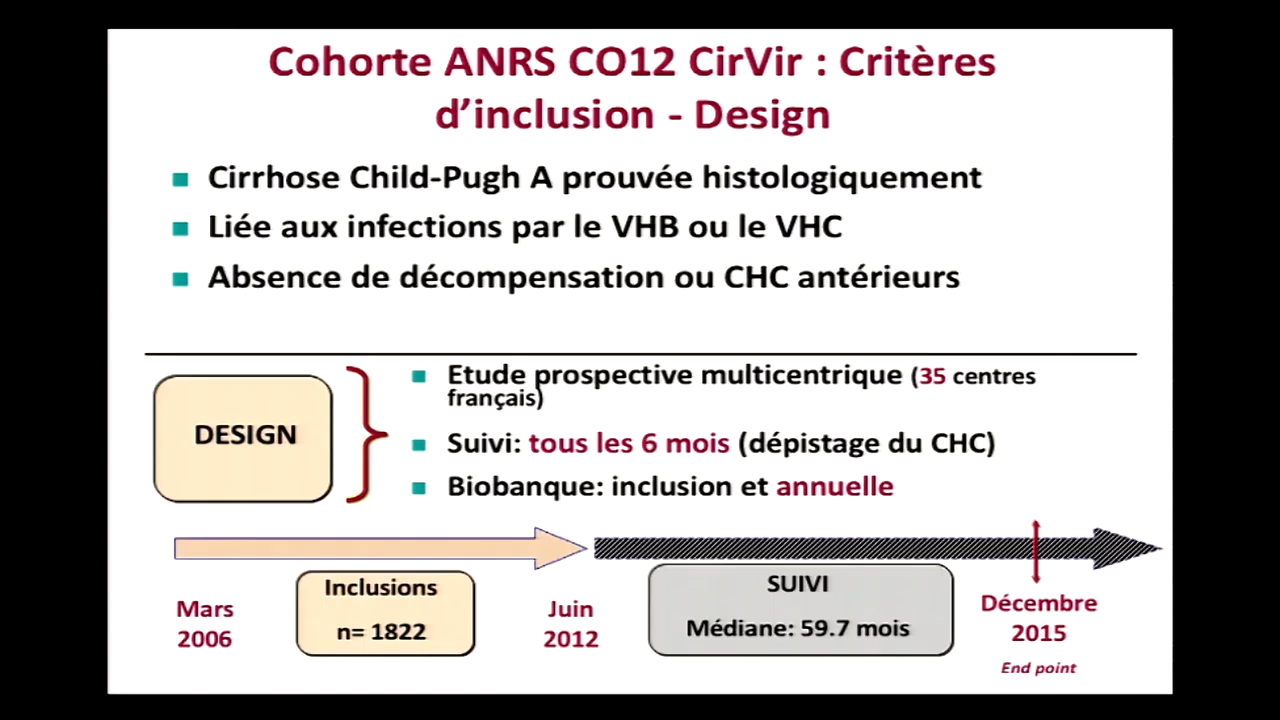 Cohorte ANRS CO12 CirVir : Critères
d’inclusion - Design
Cirrhose Child-Pugh A prouvée histologiquement
Liée aux infections par le VHB ou le VHC
Absence de décompensation ou CHC antérieurs
DESIGN
Etude prospective multicentrique (35 centres
français)
Suivi: tous les 6 mois (dépistage du CHC)
Biobanque: inclusion et annuelle
Mars
2006
Inclusions
n= 1822
Juin
2012
SUIVI
Médiane: 59.7 mois
Décembre
2015
End point